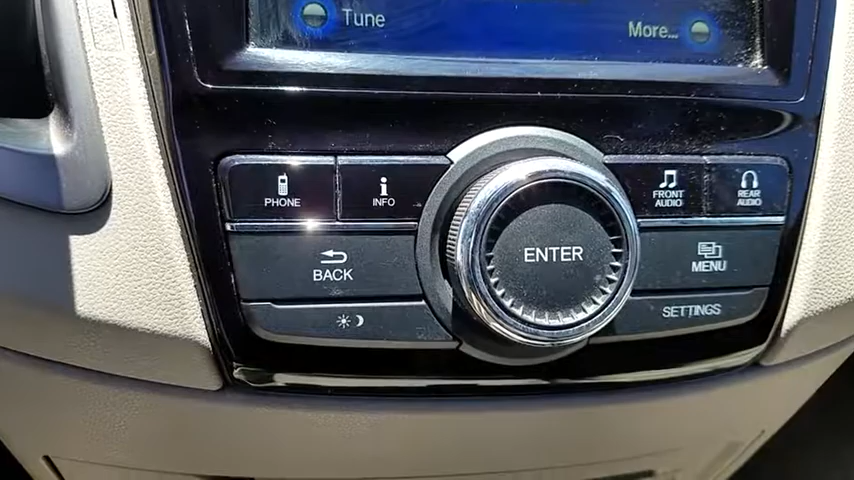 Tune
More...
PHONE
INFO
FRONT
AUDIO
REAR
AUDIO
ENTER
BACK
MENU
SETTINGS